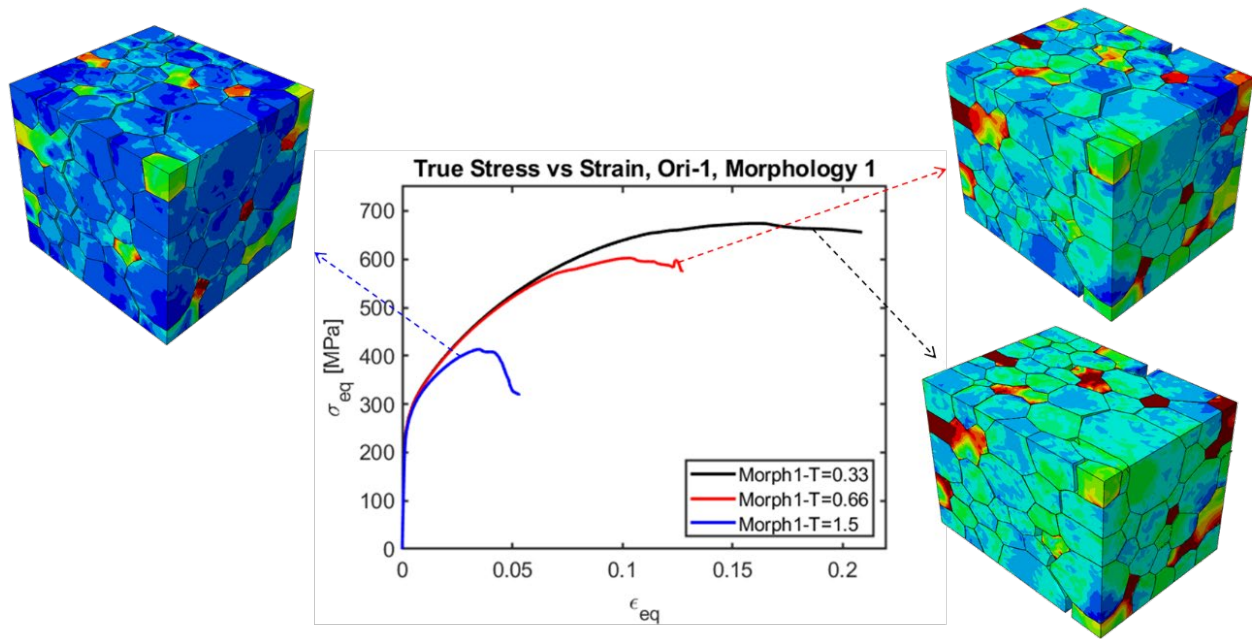 True Stress vs Strain, Ori-1, Morphology 1
700
600
500
400
300
200
100
0
σeq [MPa]
0
0.05
0.1
0.15
0.2
ϵeq
Morph1-T=0.33
Morph1-T=0.66
Morph1-T=1.5